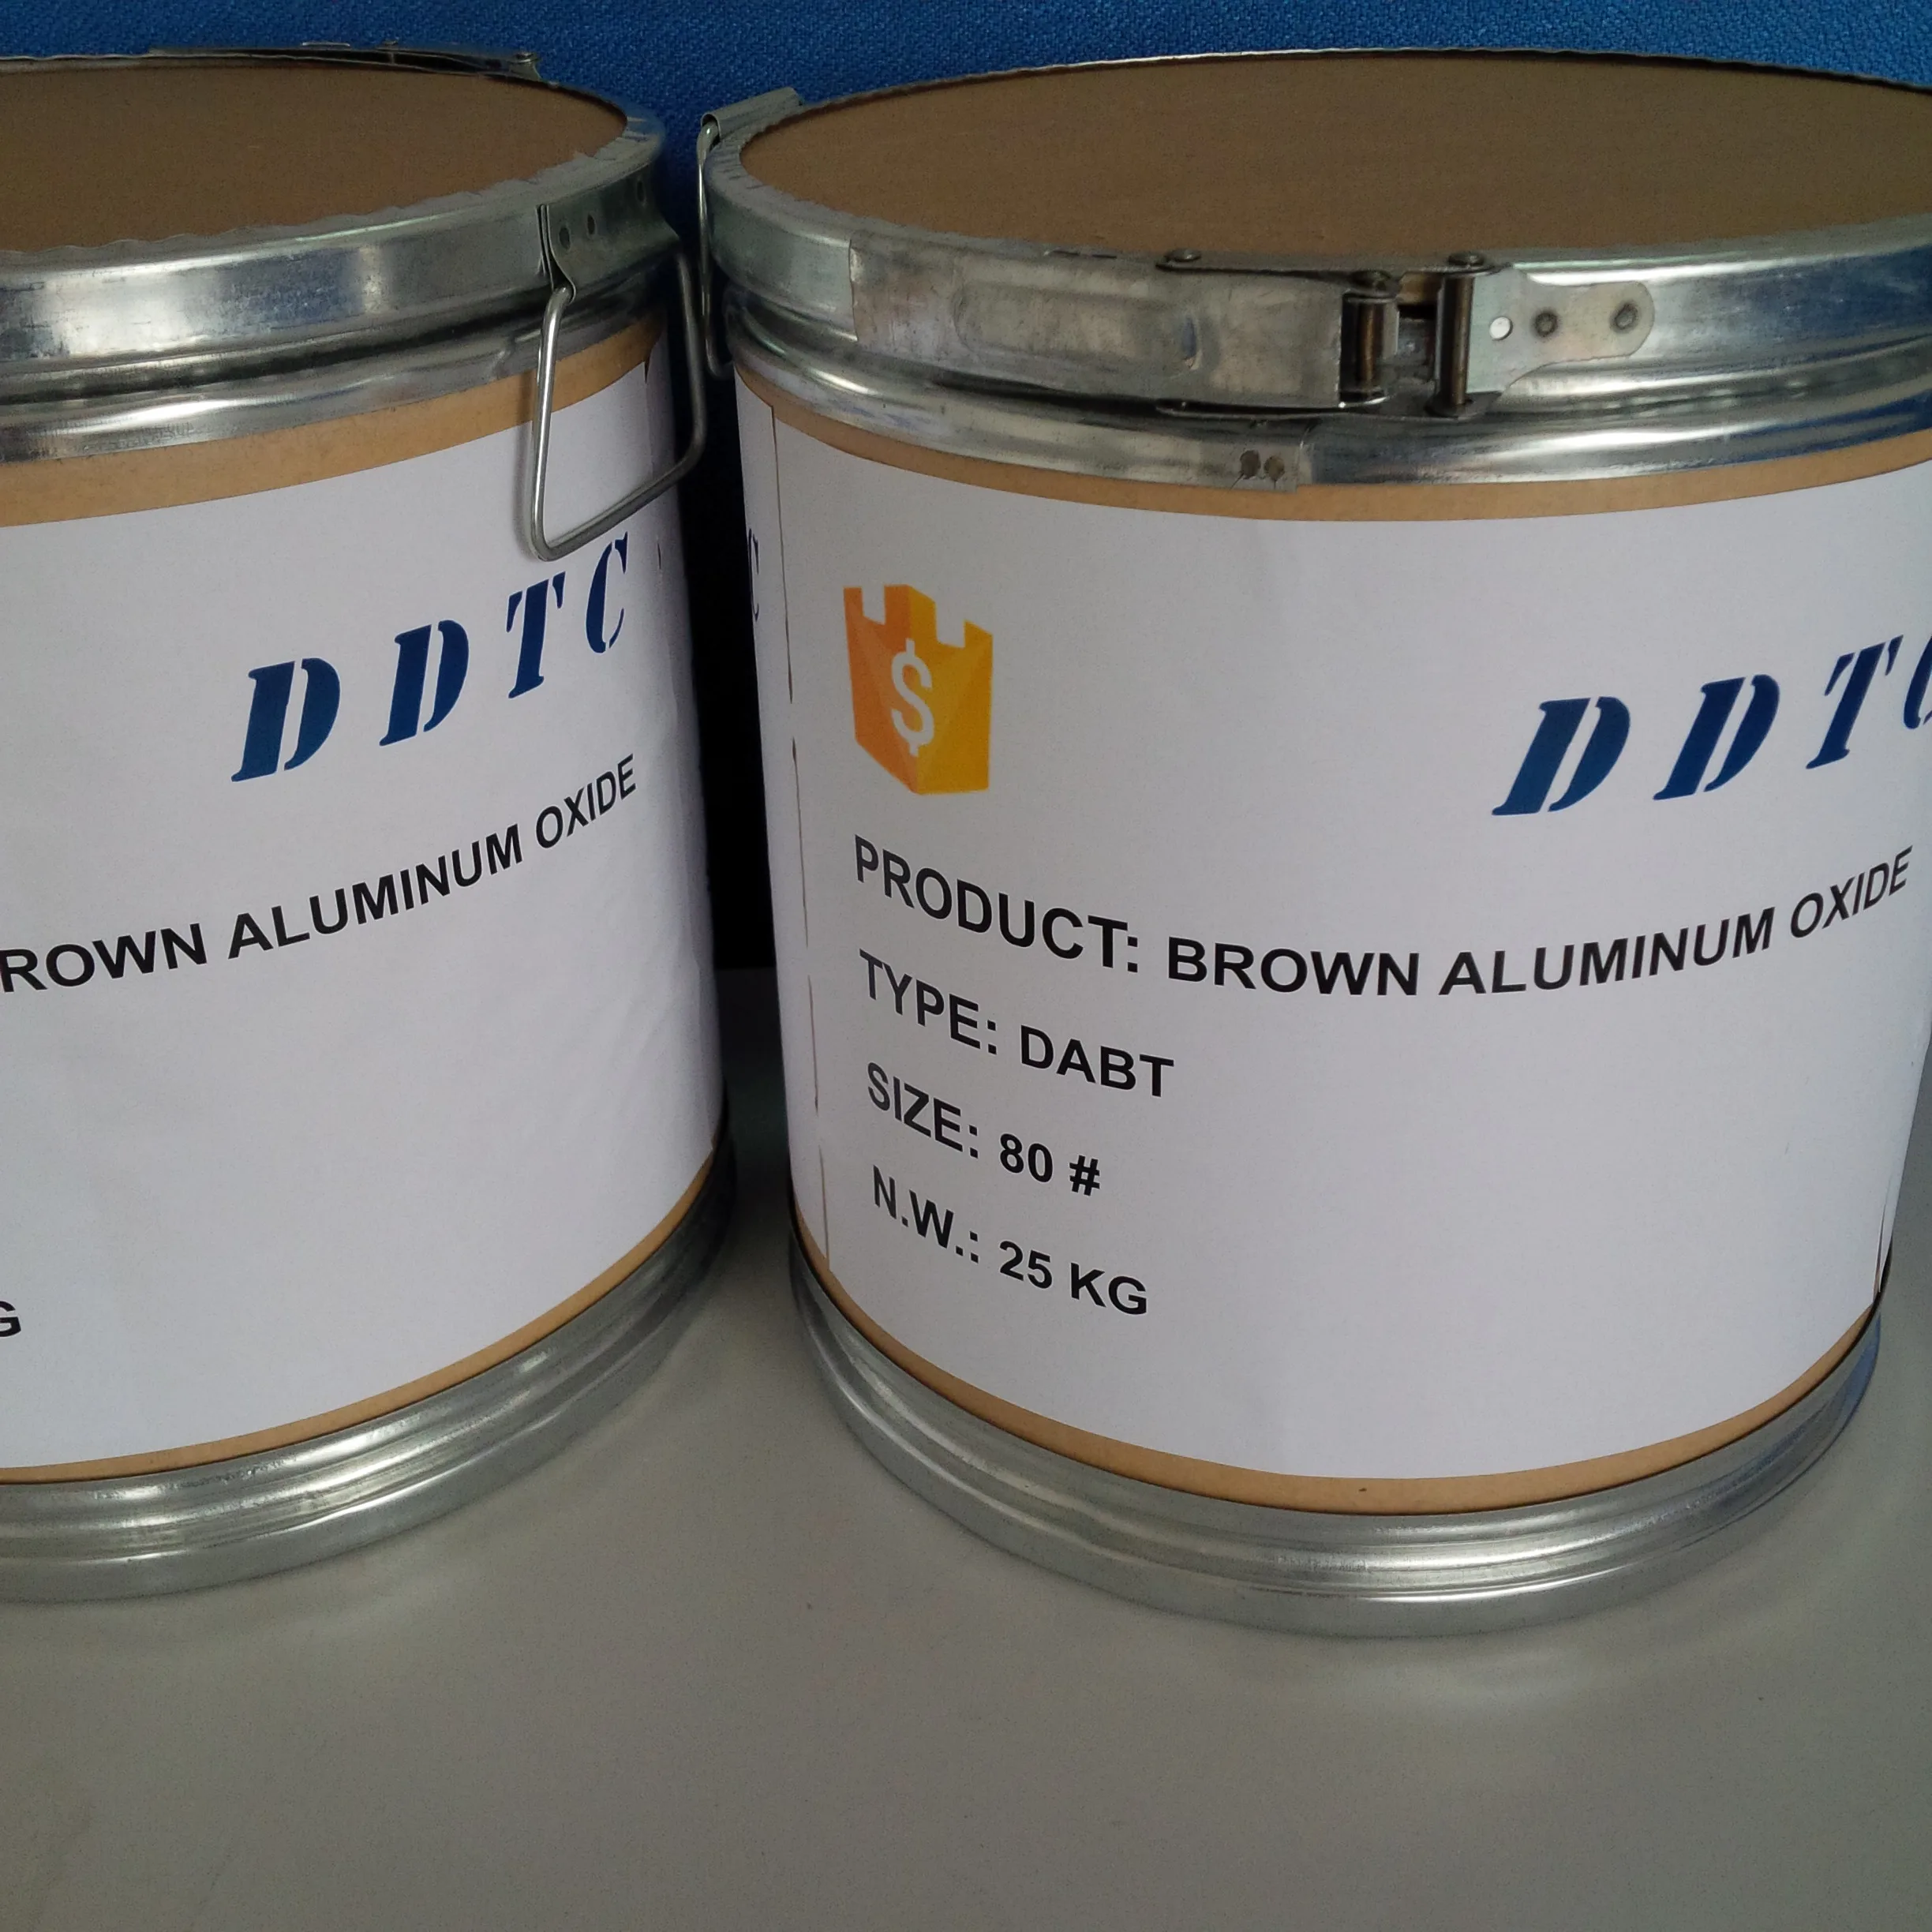 DDTC
ROWN ALUMINUM OXIDE
G
C
$
DDTC
PRODUCT: BROWN ALUMINUM OXIDE
TYPE: DABT
SIZE: 80 #
N.W.: 25 KG